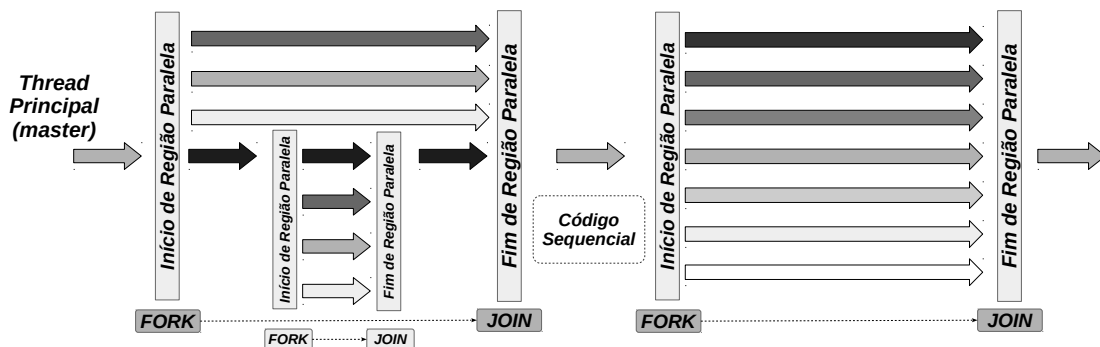 Thread
Principal
(master)
Início de Região Paralela
Início de Região Paralela
Fim de Região Paralela
Fim de Região Paralela
FORK
JOIN
FORK
JOIN
Código
Sequencial
Início de Região Paralela
Fim de Região Paralela
FORK
JOIN